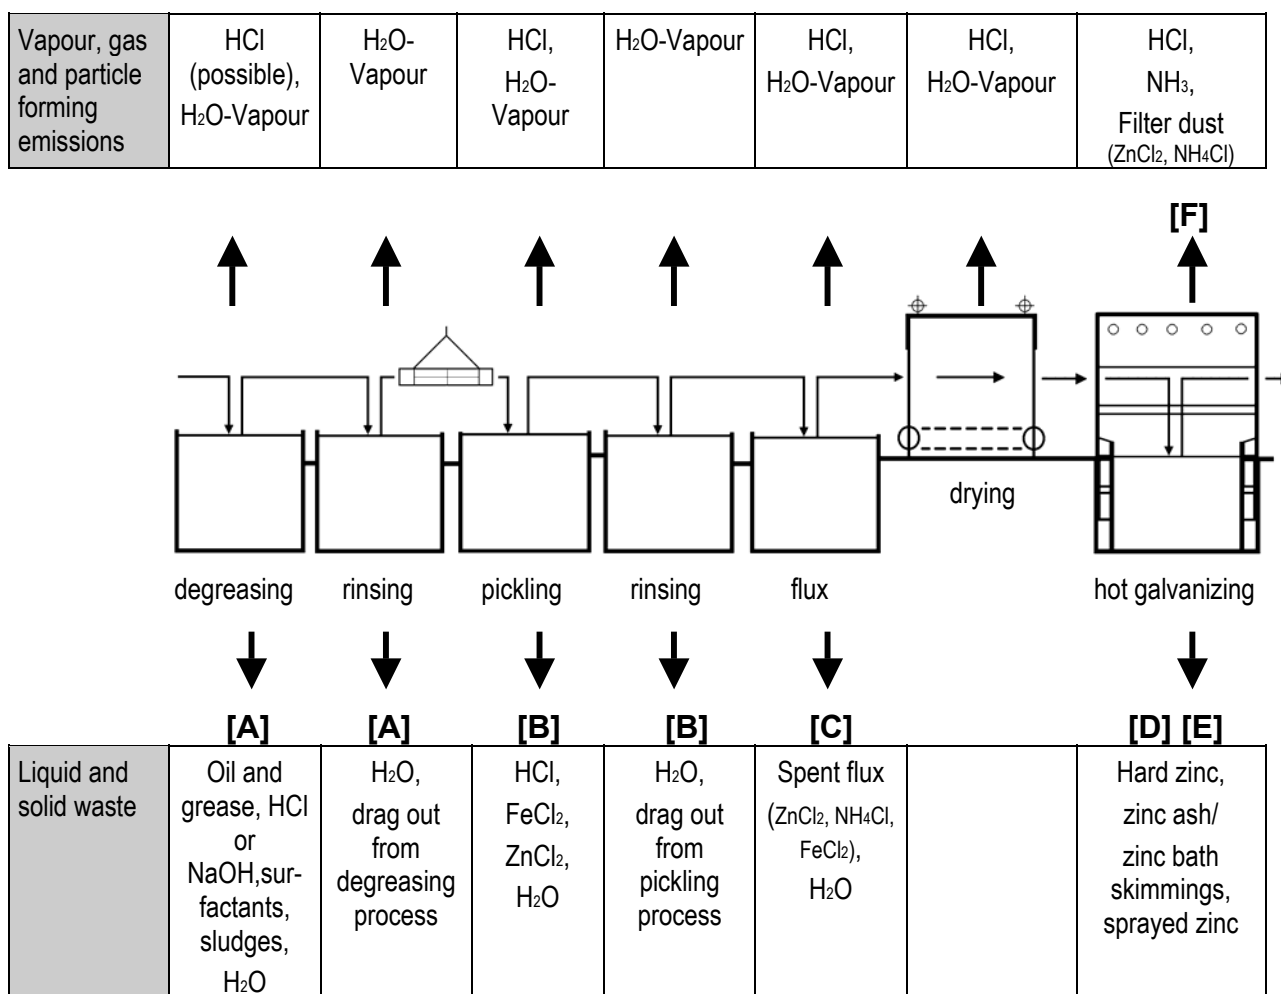 Vapour, gas
and particle
forming
emissions
HCl
(possible),
H₂O-Vapour
H₂O-
Vapour
HCl,
H₂O-
Vapour
H₂O-Vapour
HCl,
H₂O-Vapour
HCl,
H₂O-Vapour
HCl,
NH₃,
Filter dust
(ZnCl₂, NH₄Cl)
[F]
drying
degreasing
rinsing
pickling
rinsing
flux
hot galvanizing
[A]
[A]
[B]
[B]
[C]
[D] [E]
Liquid and
solid waste
Oil and
grease, HCl
or
NaOH,sur-
factants,
sludges,
H₂O
H₂O,
drag out
from
degreasing
process
HCl,
FeCl₂,
ZnCl₂,
H₂O
H₂O,
drag out
from
pickling
process
Spent flux
(ZnCl₂, NH₄Cl,
FeCl₂),
H₂O
Hard zinc,
zinc ash/
zinc bath
skimmings,
sprayed zinc